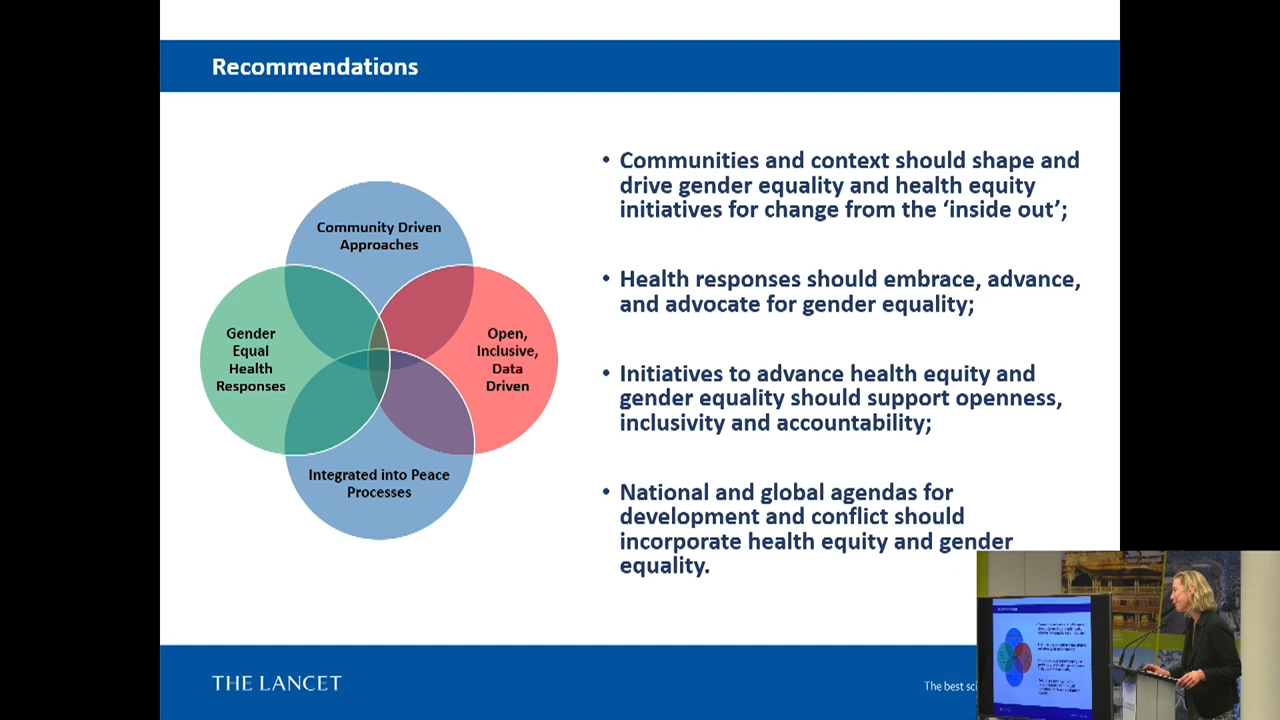 Recommendations
Community Driven
Approaches
Gender
Equal
Health
Responses
Open,
Inclusive,
Data
Driven
Integrated into Peace
Processes
• Communities and context should shape and
drive gender equality and health equity
initiatives for change from the ‘inside out’;
• Health responses should embrace, advance,
and advocate for gender equality;
• Initiatives to advance health equity and
gender equality should support openness,
inclusivity and accountability;
• National and global agendas for
development and conflict should
incorporate health equity and gender
equality.
THE LANCET
The best